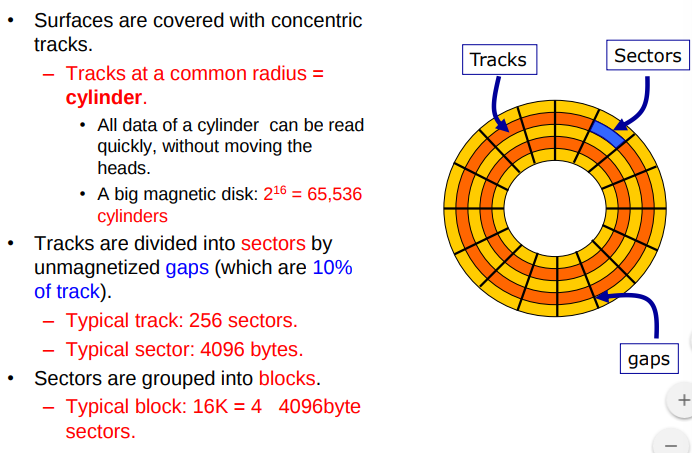 • Surfaces are covered with concentric
tracks.
– Tracks at a common radius =
cylinder.
• All data of a cylinder can be read
quickly, without moving the
heads.
• A big magnetic disk: 2¹⁶ = 65,536
cylinders
• Tracks are divided into sectors by
unmagnetized gaps (which are 10%
of track).
– Typical track: 256 sectors.
– Typical sector: 4096 bytes.
• Sectors are grouped into blocks.
– Typical block: 16K = 4 4096byte
sectors.
Tracks
Sectors
gaps